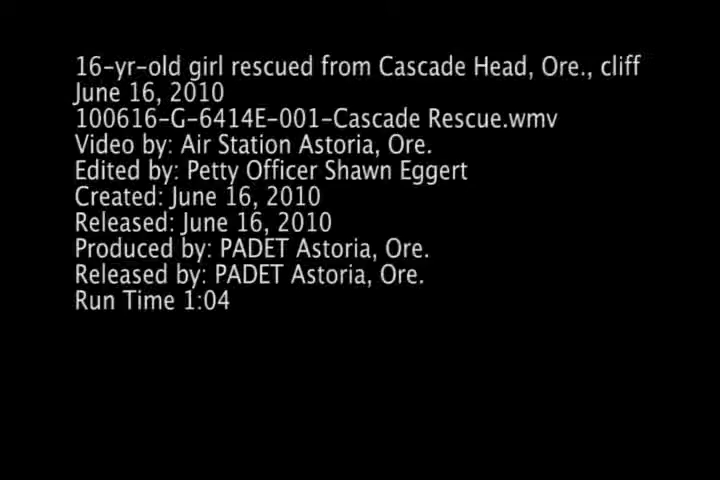 16-yr-old girl rescued from Cascade Head, Ore., cliff
June 16, 2010
100616-G-6414E-001-Cascade Rescue.wmv
Video by: Air Station Astoria, Ore.
Edited by: Petty Officer Shawn Eggert
Created: June 16, 2010
Released: June 16, 2010
Produced by: PADET Astoria, Ore.
Released by: PADET Astoria, Ore.
Run Time 1:04